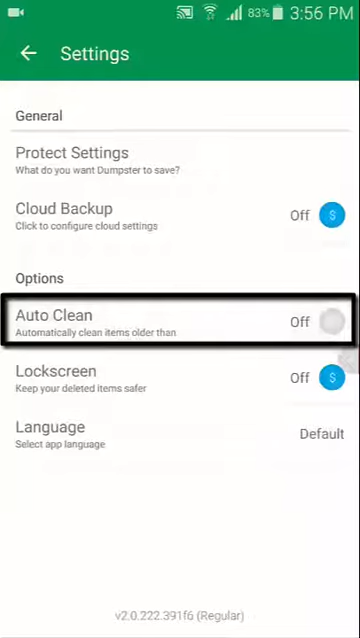 83% 3:56 PM
Settings
General
Protect Settings
What do you want Dumpster to save?
Cloud Backup
Click to configure cloud settings
Off $
Options
Auto Clean
Automatically clean items older than
Off
Lockscreen
Keep your deleted items safer
Off $
Language
Select app language
Default
v2.0.222.391f6 (Regular)